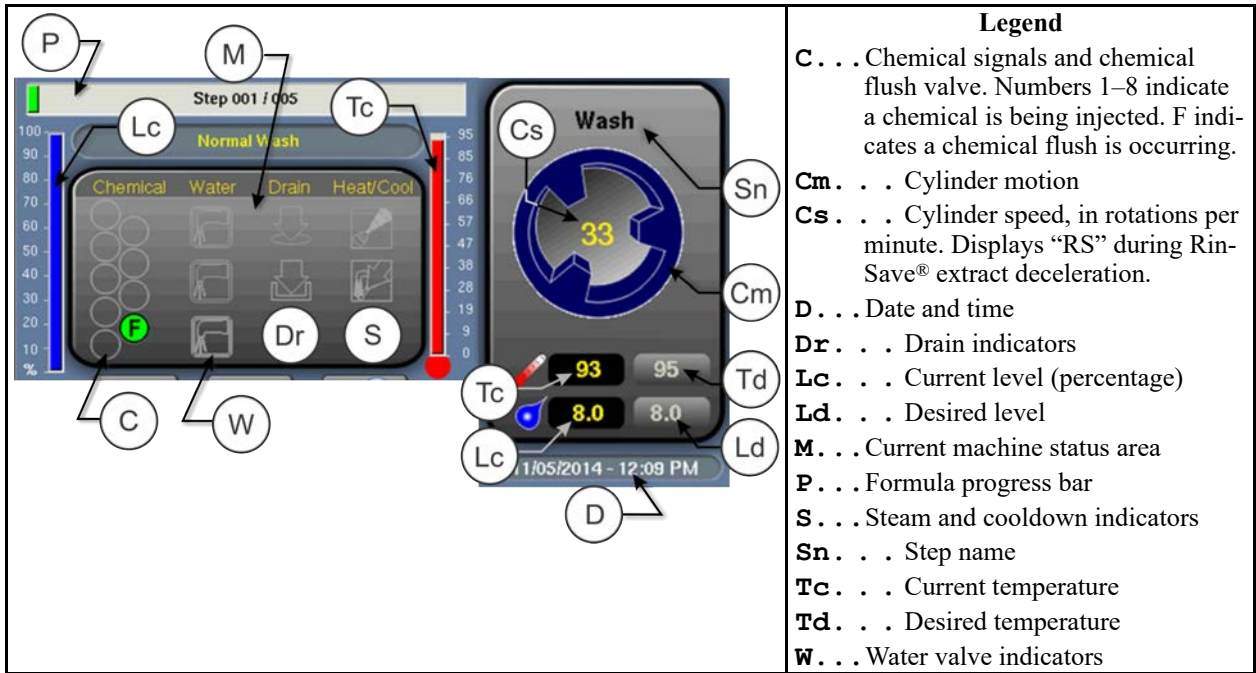 P
M
Step 001 / 005
Tc
Lc
Normal Wash
100
90
80
70
60
50
40
30
20
10
%
95
85
76
66
57
47
38
28
19
9
0
Chemical Water Drain Heat/Cool
F
Dr
S
C
W
Wash
Cs
Sn
33
Cm
93 95
Tc
Td
8.0 8.0
Lc
Ld
1/05/2014 - 12:09 PM
D
Legend
C...Chemical signals and chemical
flush valve. Numbers 1–8 indicate
a chemical is being injected. F indi-
cates a chemical flush is occurring.
Cm. . . Cylinder motion
Cs. . . Cylinder speed, in rotations per
minute. Displays “RS” during Rin-
Save® extract deceleration.
D...Date and time
Dr. . . Drain indicators
Lc. . . Current level (percentage)
Ld. . . Desired level
M...Current machine status area
P...Formula progress bar
S...Steam and cooldown indicators
Sn. . . Step name
Tc. . . Current temperature
Td. . . Desired temperature
W...Water valve indicators